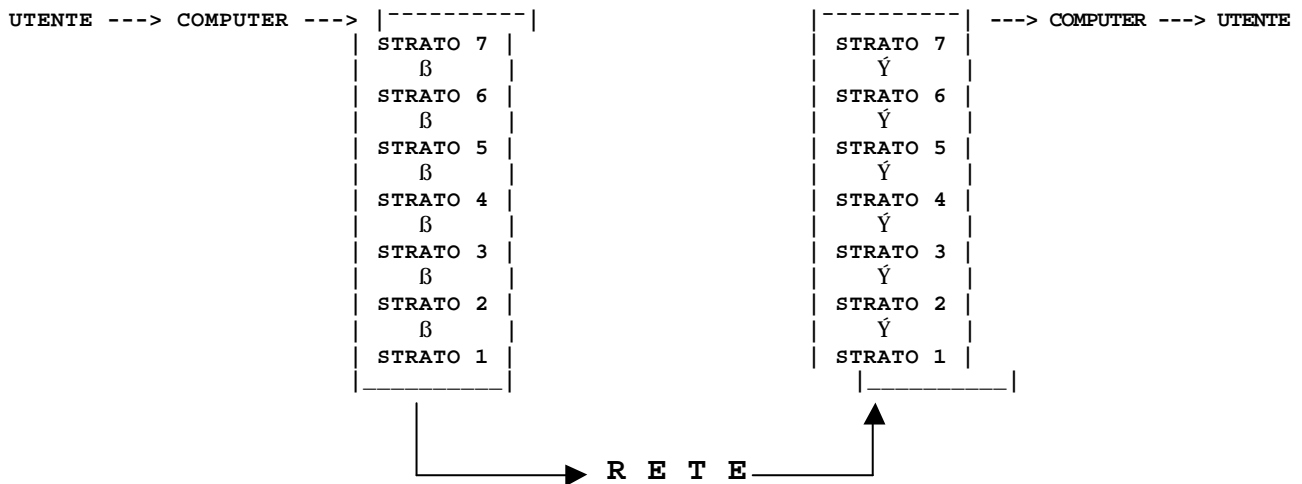 UTENTE ---> COMPUTER ---> |----------| |----------| ---> COMPUTER ---> UTENTE
| STRATO 7 | | STRATO 7 |
| ß | | Ý |
| STRATO 6 | | STRATO 6 |
| ß | | Ý |
| STRATO 5 | | STRATO 5 |
| ß | | Ý |
| STRATO 4 | | STRATO 4 |
| ß | | Ý |
| STRATO 3 | | STRATO 3 |
| ß | | Ý |
| STRATO 2 | | STRATO 2 |
| ß | | Ý |
| STRATO 1 | | STRATO 1 |
|__________| |__________|
R E T E